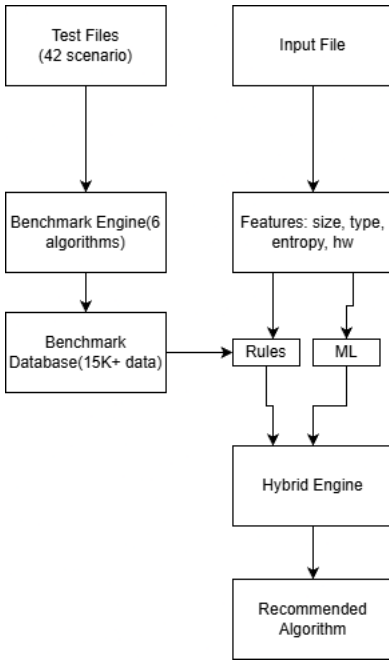 Test Files
(42 scenario)
Input File
Benchmark Engine(6
algorithms)
Features: size, type,
entropy, hw
Benchmark
Database(15K+ data)
Rules
ML
Hybrid Engine
Recommended
Algorithm